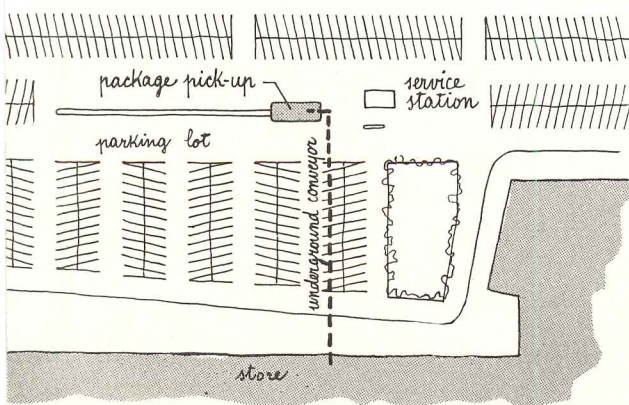 package pick-up
service
station
parking lot
underground conveyor
store